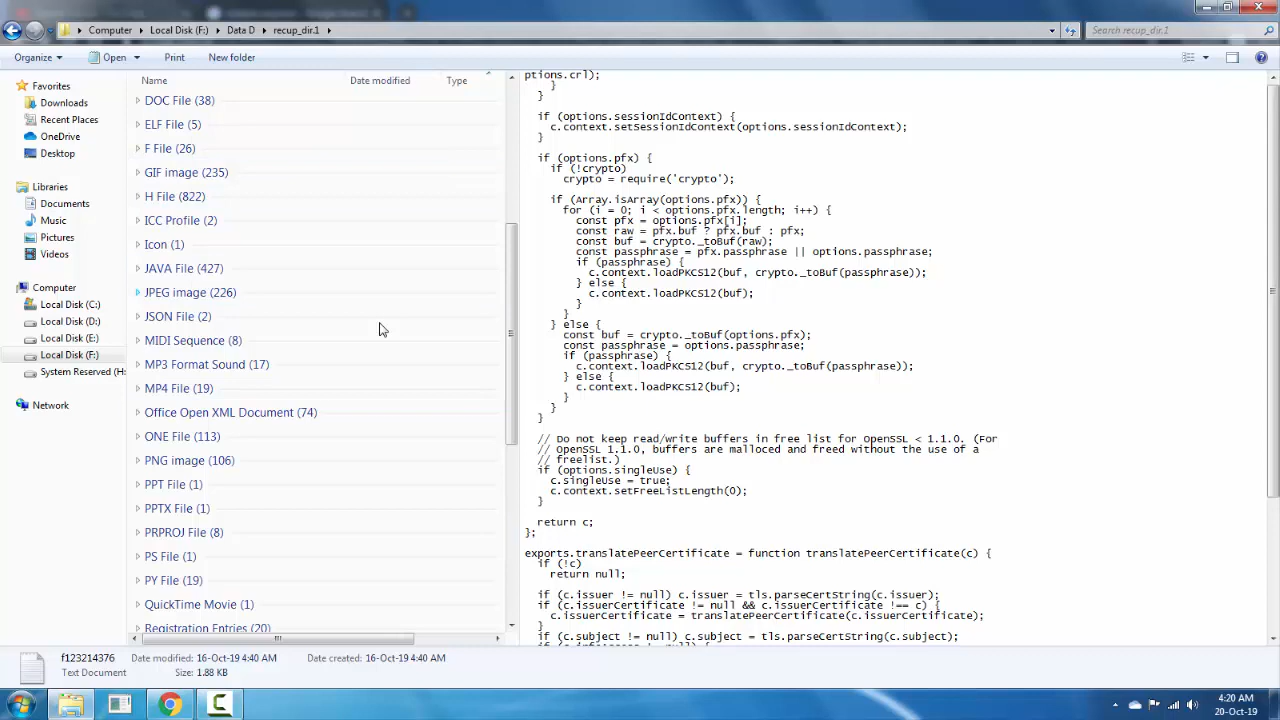 Computer ▸ Local Disk (F:) ▸ Data D ▸ recup_dir.1 ▸
Search recup_dir.1
Organize
Open
Print
New folder
Name
Date modified
Type
Favorites
Downloads
Recent Places
OneDrive
Desktop
Libraries
Documents
Music
Pictures
Videos
Computer
Local Disk (C:)
Local Disk (D:)
Local Disk (E:)
Local Disk (F:)
System Reserved (H:
Network
DOC File (38)
ELF File (5)
F File (26)
GIF image (235)
H File (822)
ICC Profile (2)
Icon (1)
JAVA File (427)
JPEG image (226)
JSON File (2)
MIDI Sequence (8)
MP3 Format Sound (17)
MP4 File (19)
Office Open XML Document (74)
ONE File (113)
PNG image (106)
PPT File (1)
PPTX File (1)
PRPROJ File (8)
PS File (1)
PY File (19)
QuickTime Movie (1)
Registration Entries (20)
ptions.crl);
}
}
if (options.sessionIdContext) {
c.context.setSessionIdContext(options.sessionIdContext);
}
if (options.pfx) {
if (!crypto)
crypto = require('crypto');
if (Array.isArray(options.pfx)) {
for (i = 0; i < options.pfx.length; i++) {
const pfx = options.pfx[i];
const raw = pfx.buf ? pfx.buf : pfx;
const buf = crypto._toBuf(raw);
const passphrase = pfx.passphrase || options.passphrase;
if (passphrase) {
c.context.loadPKCS12(buf, crypto._toBuf(passphrase));
} else {
c.context.loadPKCS12(buf);
}
}
} else {
const buf = crypto._toBuf(options.pfx);
const passphrase = options.passphrase;
if (passphrase) {
c.context.loadPKCS12(buf, crypto._toBuf(passphrase));
} else {
c.context.loadPKCS12(buf);
}
}
}
// Do not keep read/write buffers in free list for OpenSSL < 1.1.0. (For
// OpenSSL 1.1.0, buffers are malloced and freed without the use of a
// freelist.)
if (options.singleUse) {
c.singleUse = true;
c.context.setFreeListLength(0);
}
return c;
};
exports.translatePeerCertificate = function translatePeerCertificate(c) {
if (!c)
return null;
if (c.issuer != null) c.issuer = tls.parseCertString(c.issuer);
if (c.issuerCertificate != null && c.issuerCertificate !== c) {
c.issuerCertificate = translatePeerCertificate(c.issuerCertificate);
}
if (c.subject != null) c.subject = tls.parseCertString(c.subject);
f123214376
Date modified: 16-Oct-19 4:40 AM
Date created: 16-Oct-19 4:40 AM
Text Document
Size: 1.88 KB
4:20 AM
20-Oct-19